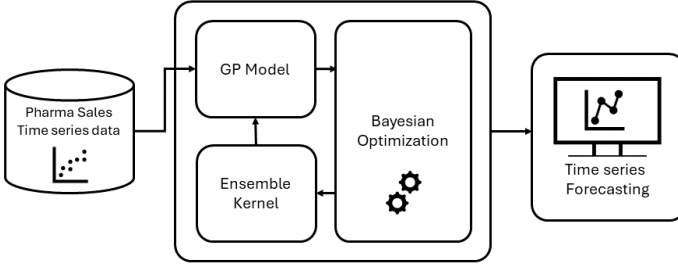 Pharma Sales
Time series data
GP Model
Ensemble
Kernel
Bayesian
Optimization
Time series
Forecasting